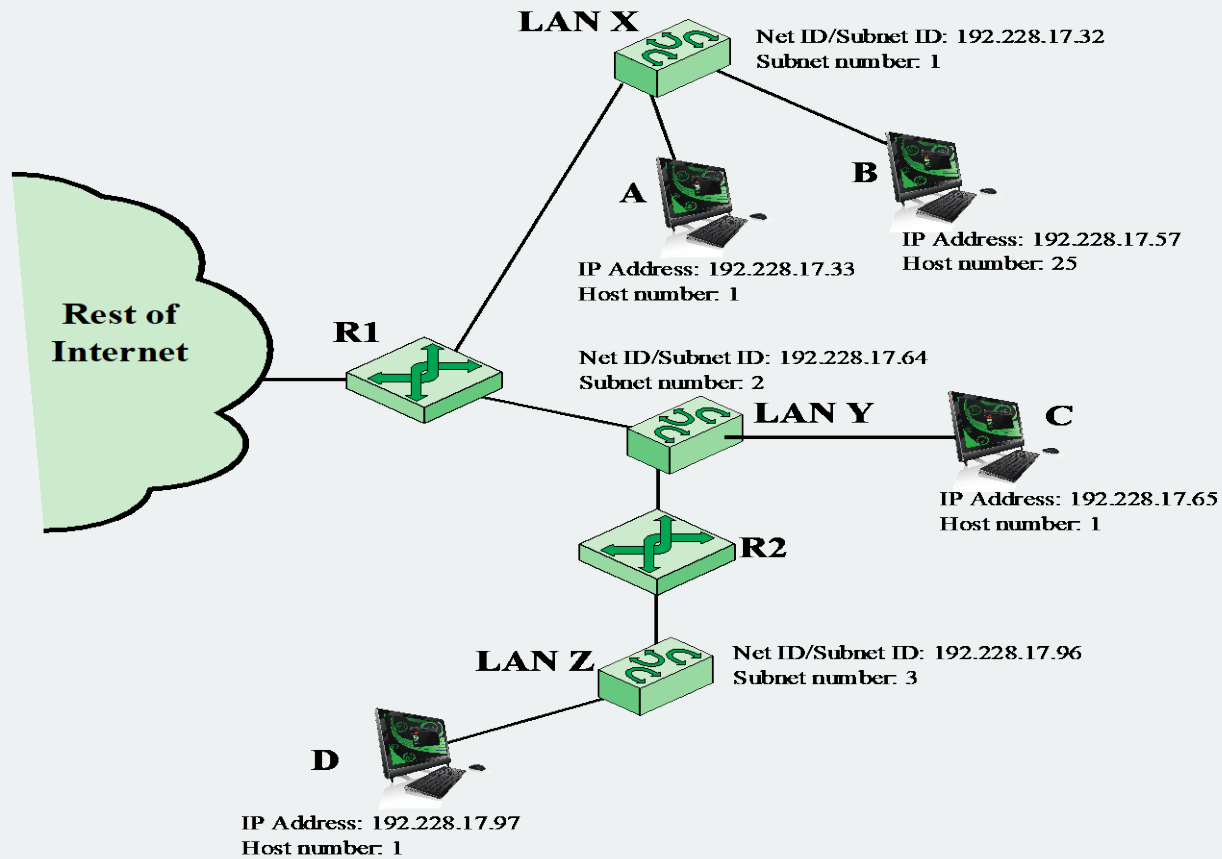 LAN X
Net ID/Subnet ID: 192.228.17.32
Subnet number: 1
A
B
IP Address: 192.228.17.33
Host number: 1
IP Address: 192.228.17.57
Host number: 25
Rest of
Internet
R1
Net ID/Subnet ID: 192.228.17.64
Subnet number: 2
LAN Y
C
IP Address: 192.228.17.65
Host number: 1
R2
LAN Z
Net ID/Subnet ID: 192.228.17.96
Subnet number: 3
D
IP Address: 192.228.17.97
Host number: 1